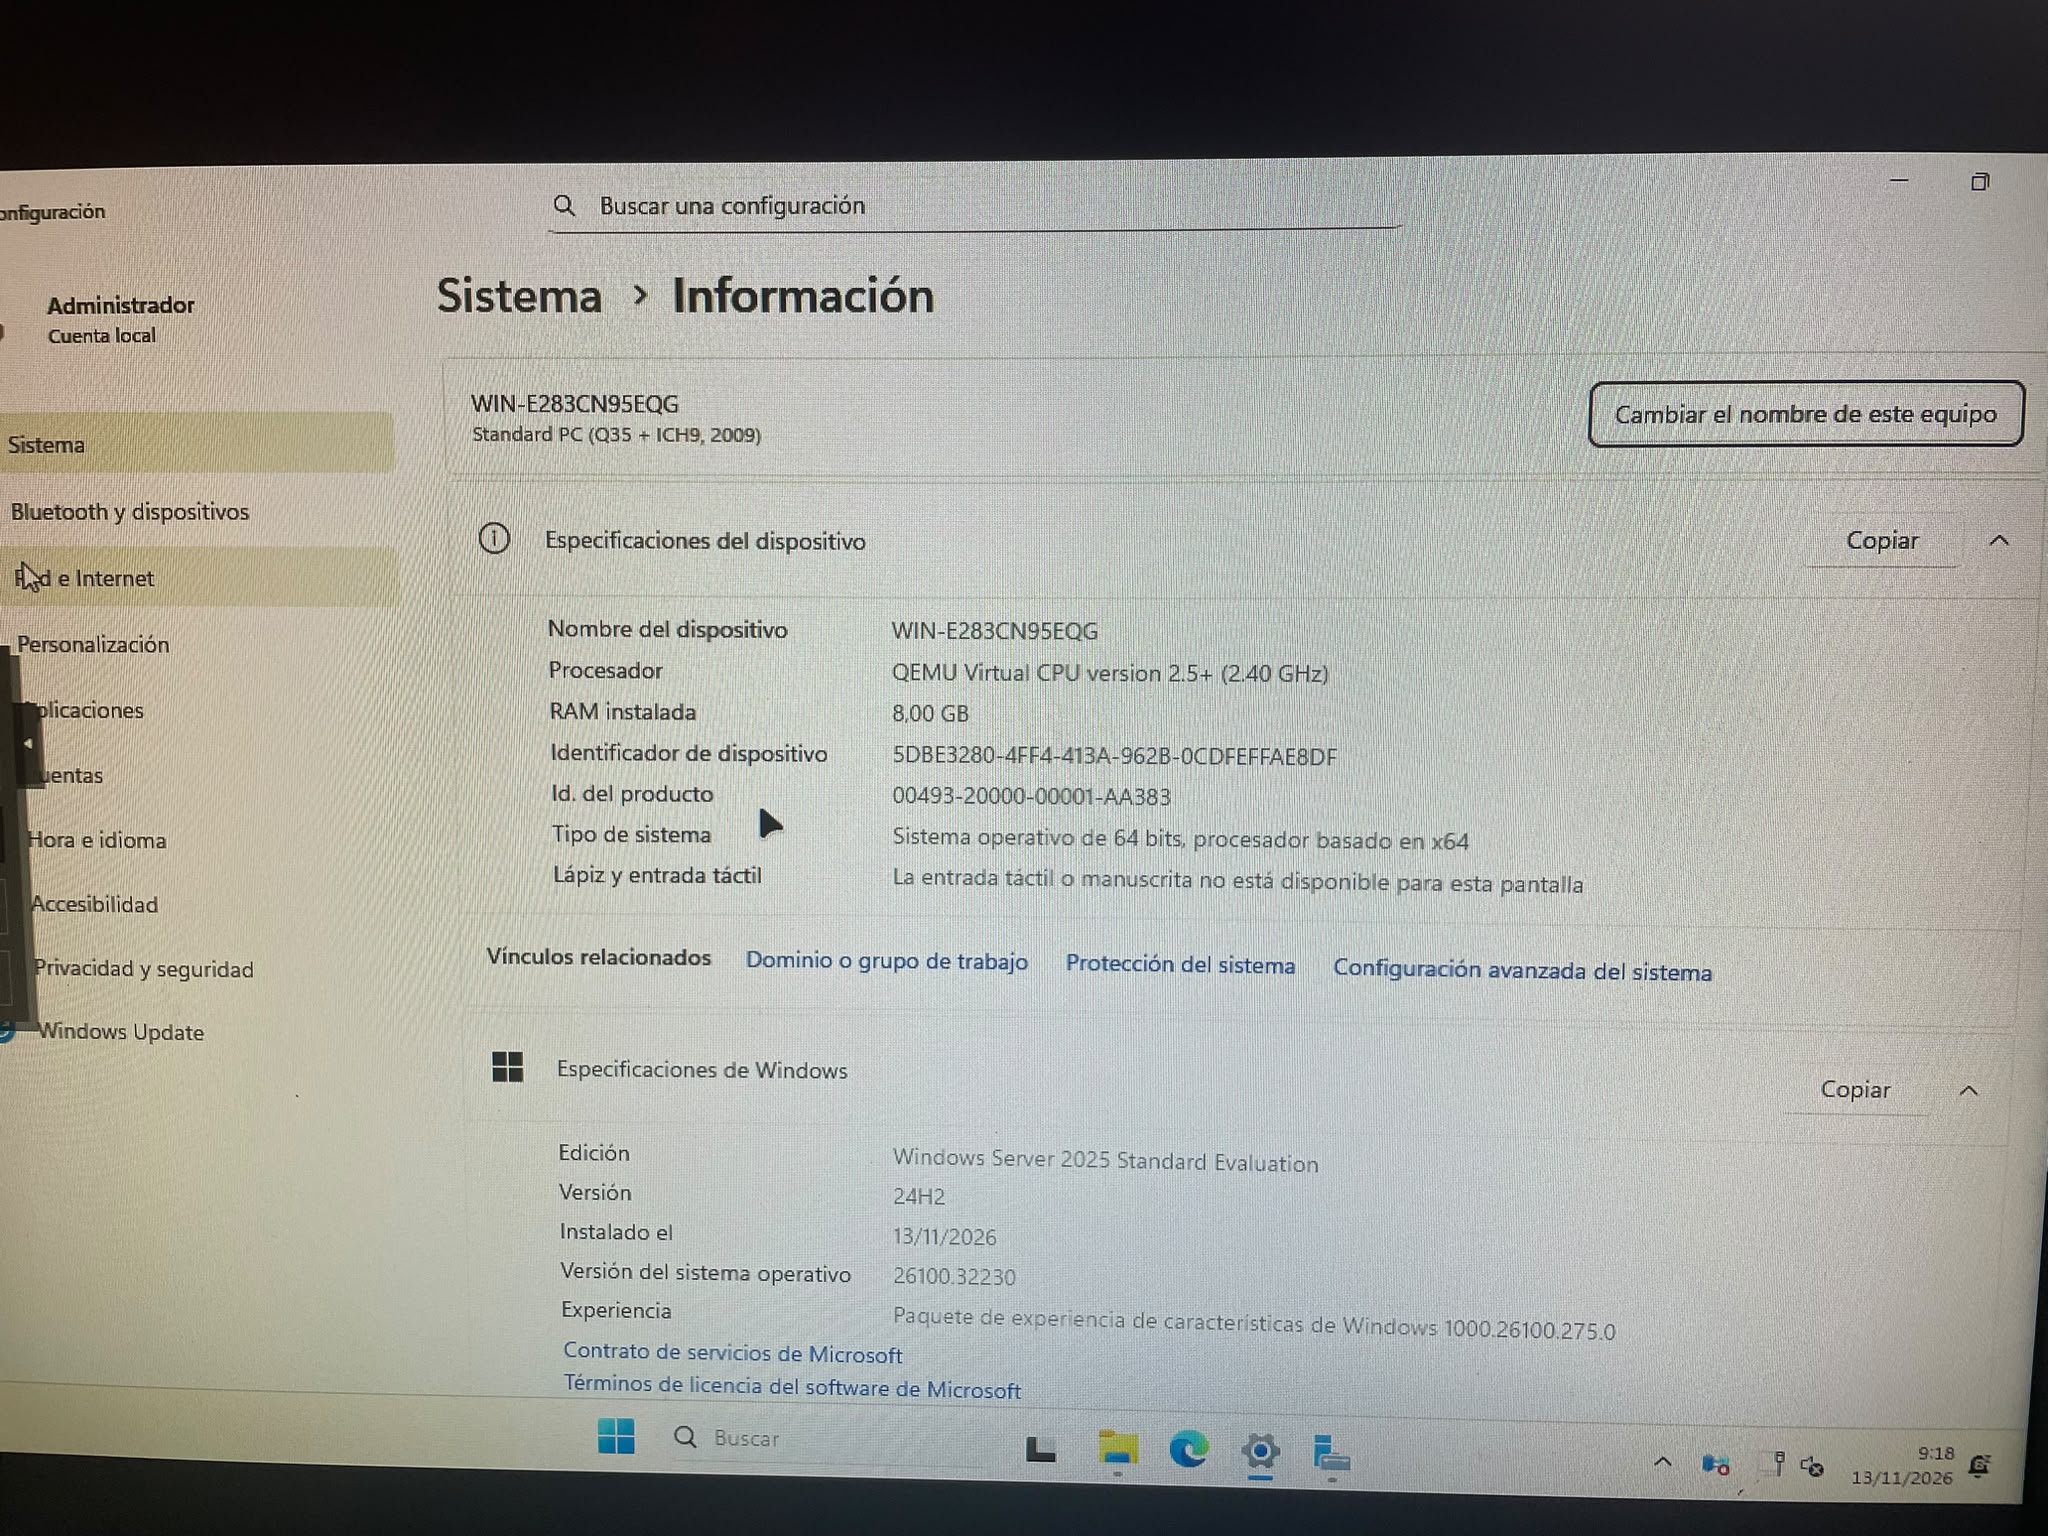 onfiguración
Buscar una configuración
Administrador
Cuenta local
Sistema
Bluetooth y dispositivos
e Internet
Personalización
plicaciones
uentas
Hora e idioma
Accesibilidad
Privacidad y seguridad
Windows Update
Sistema > Información
WIN-E283CN95EQG
Standard PC (Q35 + ICH9, 2009)
Cambiar el nombre de este equipo
Especificaciones del dispositivo
Copiar
Nombre del dispositivo WIN-E283CN95EQG
Procesador QEMU Virtual CPU version 2.5+ (2.40 GHz)
RAM instalada 8,00 GB
Identificador de dispositivo 5DBE3280-4FF4-413A-962B-0CDFEFFAE8DF
Id. del producto 00493-20000-00001-AA383
Tipo de sistema Sistema operativo de 64 bits, procesador basado en x64
Lápiz y entrada táctil La entrada táctil o manuscrita no está disponible para esta pantalla
Vínculos relacionados Dominio o grupo de trabajo Protección del sistema Configuración avanzada del sistema
Especificaciones de Windows
Copiar
Edición Windows Server 2025 Standard Evaluation
Versión 24H2
Instalado el 13/11/2026
Versión del sistema operativo 26100.32230
Experiencia Paquete de experiencia de características de Windows 1000.26100.275.0
Contrato de servicios de Microsoft
Términos de licencia del software de Microsoft
Buscar
9:18
13/11/2026